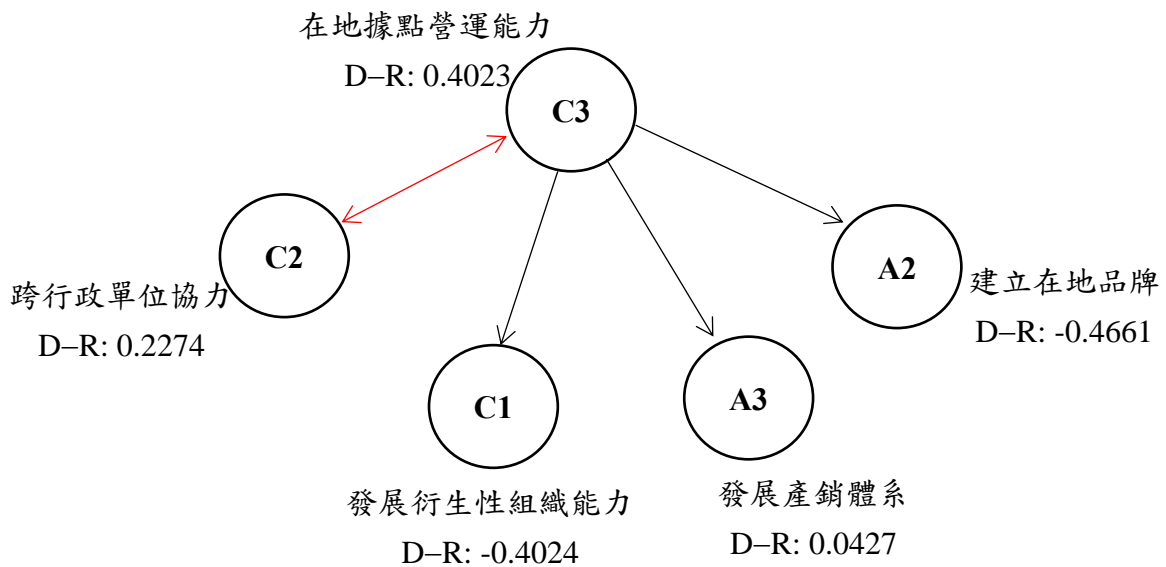 在地據點營運能力
D–R: 0.4023
C3
C2
跨行政單位協力
D–R: 0.2274
A2
建立在地品牌
D–R: -0.4661
C1
發展衍生性組織能力
D–R: -0.4024
A3
發展產銷體系
D–R: 0.0427